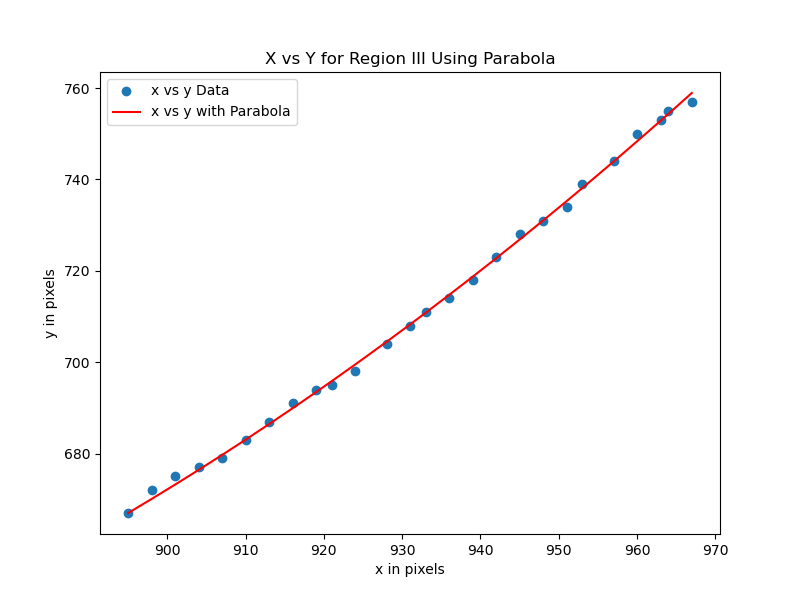 X vs Y for Region III Using Parabola
x vs y Data
x vs y with Parabola
760
740
720
700
680
y in pixels
900 910 920 930 940 950 960 970
x in pixels